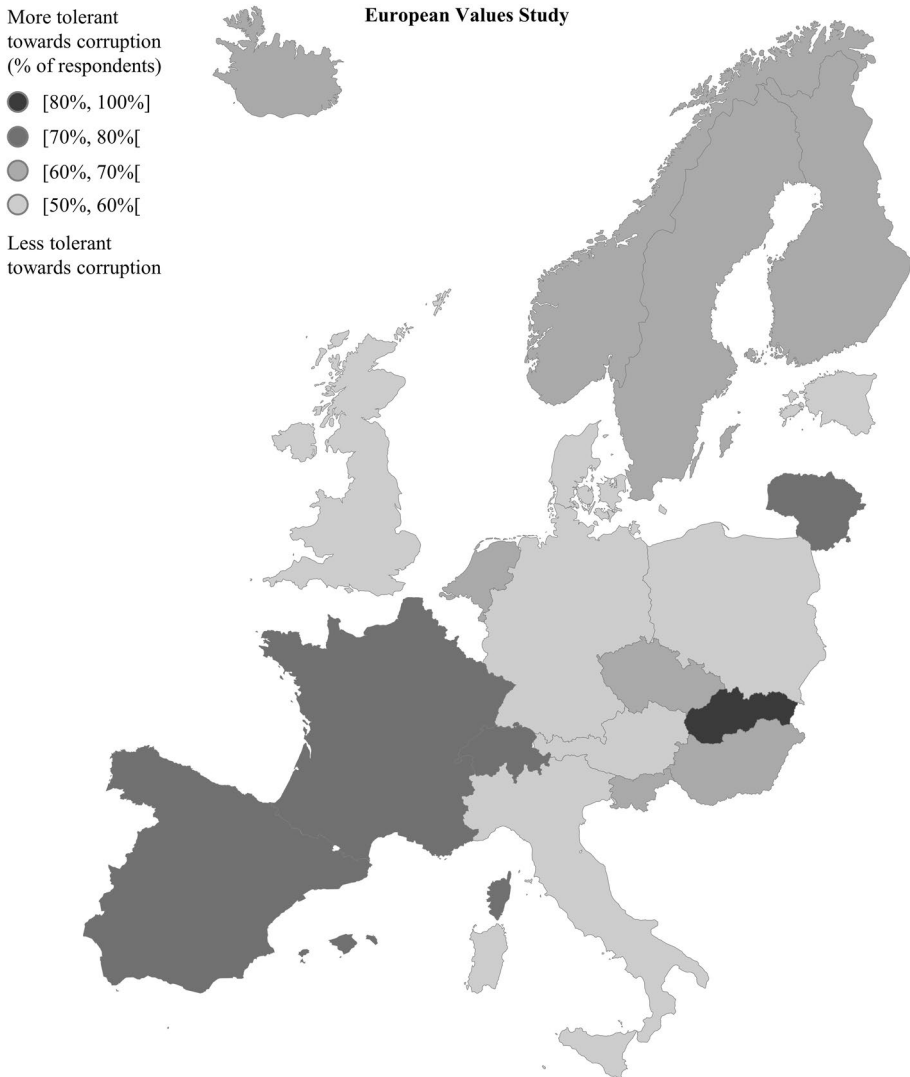 European Values Study
More tolerant
towards corruption
(% of respondents)
[80%, 100%]
[70%, 80%[
[60%, 70%[
[50%, 60%[
Less tolerant
towards corruption